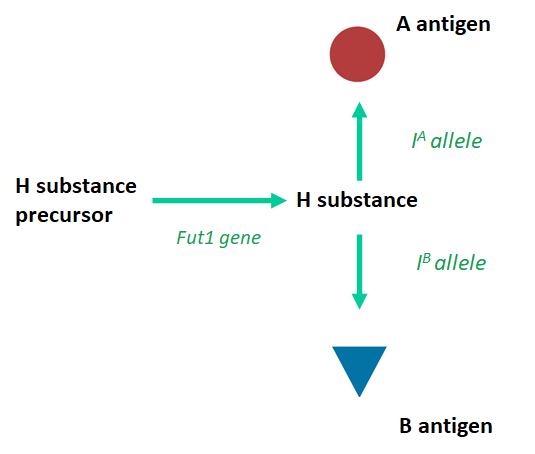 A antigen
I^A allele
H substance
precursor
H substance
Fut1 gene
I^B allele
B antigen